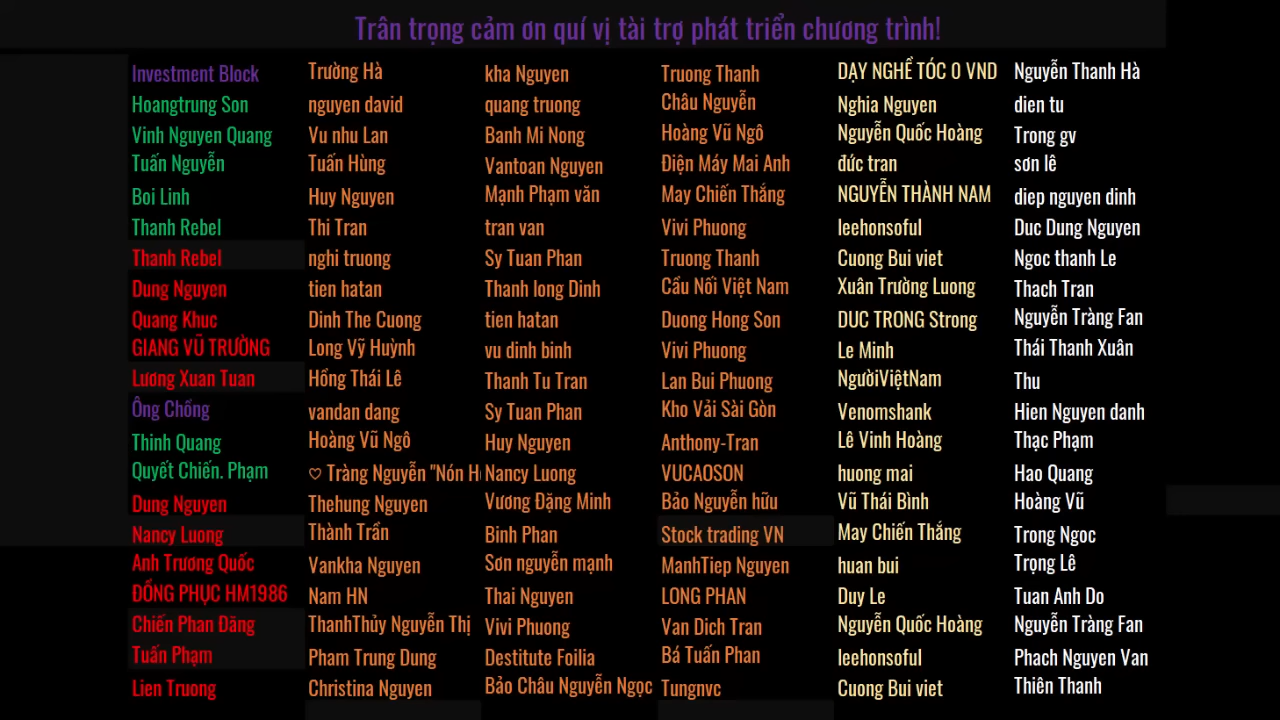 Trân trọng cảm ơn quí vị tài trợ phát triển chương trình!
Investment Block Trường Hà kha Nguyen Truong Thanh DẠY NGHỀ TÓC 0 VND Nguyễn Thanh Hà
Hoangtrung Son nguyen david quang truong Châu Nguyễn Nghia Nguyen dien tu
Vinh Nguyen Quang Vu nhu Lan Banh Mi Nong Hoàng Vũ Ngô Nguyễn Quốc Hoàng Trong gv
Tuấn Nguyễn Tuấn Hùng Vantoan Nguyen Điện Máy Mai Anh đức tran sơn lê
Boi Linh Huy Nguyen Mạnh Phạm văn May Chiến Thắng NGUYỄN THÀNH NAM diep nguyen dinh
Thanh Rebel Thi Tran tran van Vivi Phuong leehonsoful Duc Dung Nguyen
Thanh Rebel nghi truong Sy Tuan Phan Truong Thanh Cuong Bui viet Ngoc thanh Le
Dung Nguyen tien hatan Thanh long Dinh Cầu Nối Việt Nam Xuân Trường Luong Thach Tran
Quang Khuc Dinh The Cuong tien hatan Duong Hong Son DUC TRONG Strong Nguyễn Tràng Fan
GIANG VŨ TRƯỜNG Long Vỹ Huỳnh vu dinh binh Vivi Phuong Le Minh Thái Thanh Xuân
Lương Xuan Tuan Hồng Thái Lê Thanh Tu Tran Lan Bui Phuong NgườiViệtNam Thu
Ông Chồng vandan dang Sy Tuan Phan Kho Vải Sài Gòn Venomshank Hien Nguyen danh
Thinh Quang Hoàng Vũ Ngô Huy Nguyen Anthony-Tran Lê Vinh Hoàng Thạc Phạm
Quyết Chiến. Phạm ♡ Tràng Nguyễn "Nón Nancy Luong VUCAOSON huong mai Hao Quang
Dung Nguyen Thehung Nguyen Vương Đặng Minh Bảo Nguyễn hữu Vũ Thái Bình Hoàng Vũ
Nancy Luong Thành Trần Binh Phan Stock trading VN May Chiến Thắng Trong Ngoc
Anh Trương Quốc Vankha Nguyen Sơn nguyễn mạnh ManhTiep Nguyen huan bui Trọng Lê
ĐỒNG PHỤC HM1986 Nam HN Thai Nguyen LONG PHAN Duy Le Tuan Anh Do
Chiến Phan Đăng ThanhThủy Nguyễn Thị Vivi Phuong Van Dich Tran Nguyễn Quốc Hoàng Nguyễn Tràng Fan
Tuấn Phạm Pham Trung Dung Destitute Foilia Bá Tuấn Phan leehonsoful Phach Nguyen Van
Lien Truong Christina Nguyen Bảo Châu Nguyễn Ngọc Tungnvc Cuong Bui viet Thiên Thanh